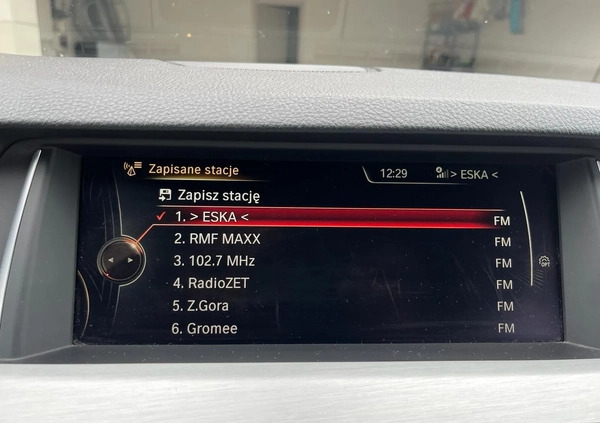 Zapisane stacje
12:29
> ESKA <
Zapisz stację
1. > ESKA < FM
2. RMF MAXX FM
3. 102.7 MHz FM
4. RadioZET FM
5. Z.Gora FM
6. Gromee FM
OPT